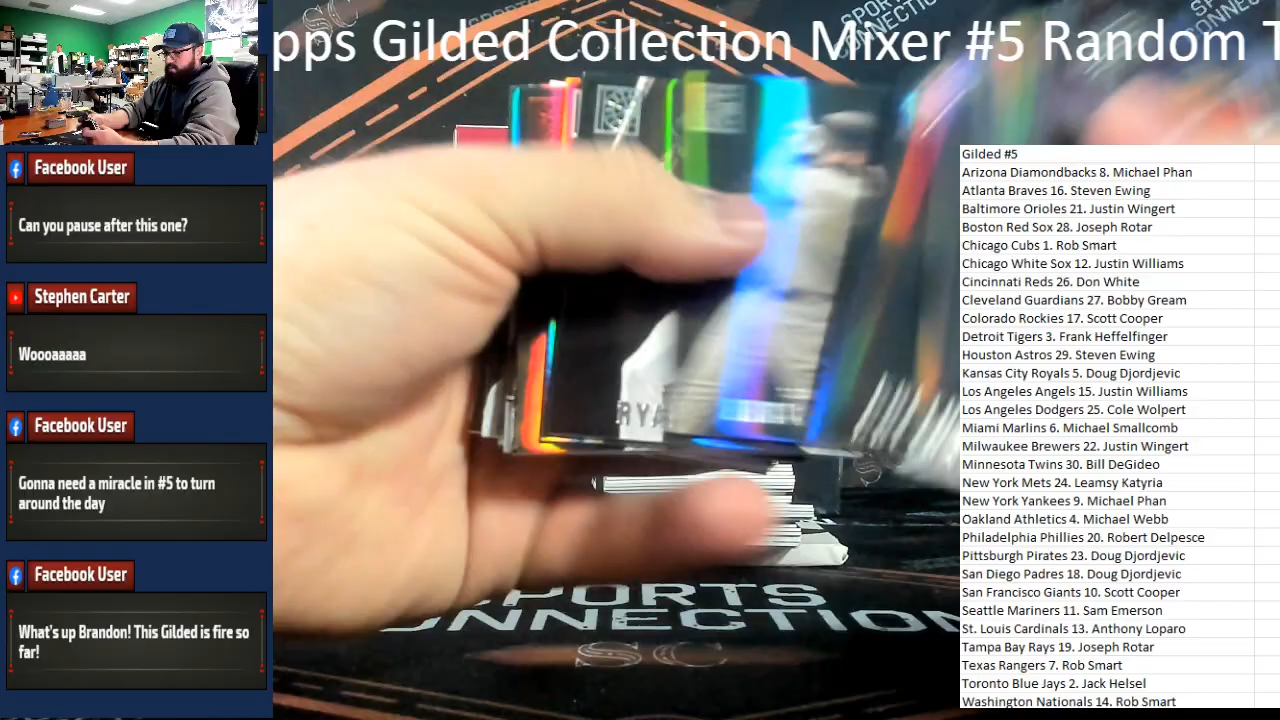 pps Gilded Collection Mixer #5 Random T
SPORTS
CONNECTION
Facebook User
Can you pause after this one?
Stephen Carter
Woooaaaaa
Facebook User
Gonna need a miracle in #5 to turn
around the day
Facebook User
What's up Brandon! This Gilded is fire so
far!
RYA
SPORTS
CONNECTION
SC
Gilded #5
Arizona Diamondbacks 8. Michael Phan
Atlanta Braves 16. Steven Ewing
Baltimore Orioles 21. Justin Wingert
Boston Red Sox 28. Joseph Rotar
Chicago Cubs 1. Rob Smart
Chicago White Sox 12. Justin Williams
Cincinnati Reds 26. Don White
Cleveland Guardians 27. Bobby Gream
Colorado Rockies 17. Scott Cooper
Detroit Tigers 3. Frank Heffelfinger
Houston Astros 29. Steven Ewing
Kansas City Royals 5. Doug Djordjevic
Los Angeles Angels 15. Justin Williams
Los Angeles Dodgers 25. Cole Wolpert
Miami Marlins 6. Michael Smallcomb
Milwaukee Brewers 22. Justin Wingert
Minnesota Twins 30. Bill DeGideo
New York Mets 24. Leamsy Katyria
New York Yankees 9. Michael Phan
Oakland Athletics 4. Michael Webb
Philadelphia Phillies 20. Robert Delpesce
Pittsburgh Pirates 23. Doug Djordjevic
San Diego Padres 18. Doug Djordjevic
San Francisco Giants 10. Scott Cooper
Seattle Mariners 11. Sam Emerson
St. Louis Cardinals 13. Anthony Loparo
Tampa Bay Rays 19. Joseph Rotar
Texas Rangers 7. Rob Smart
Toronto Blue Jays 2. Jack Helsel
Washington Nationals 14. Rob Smart